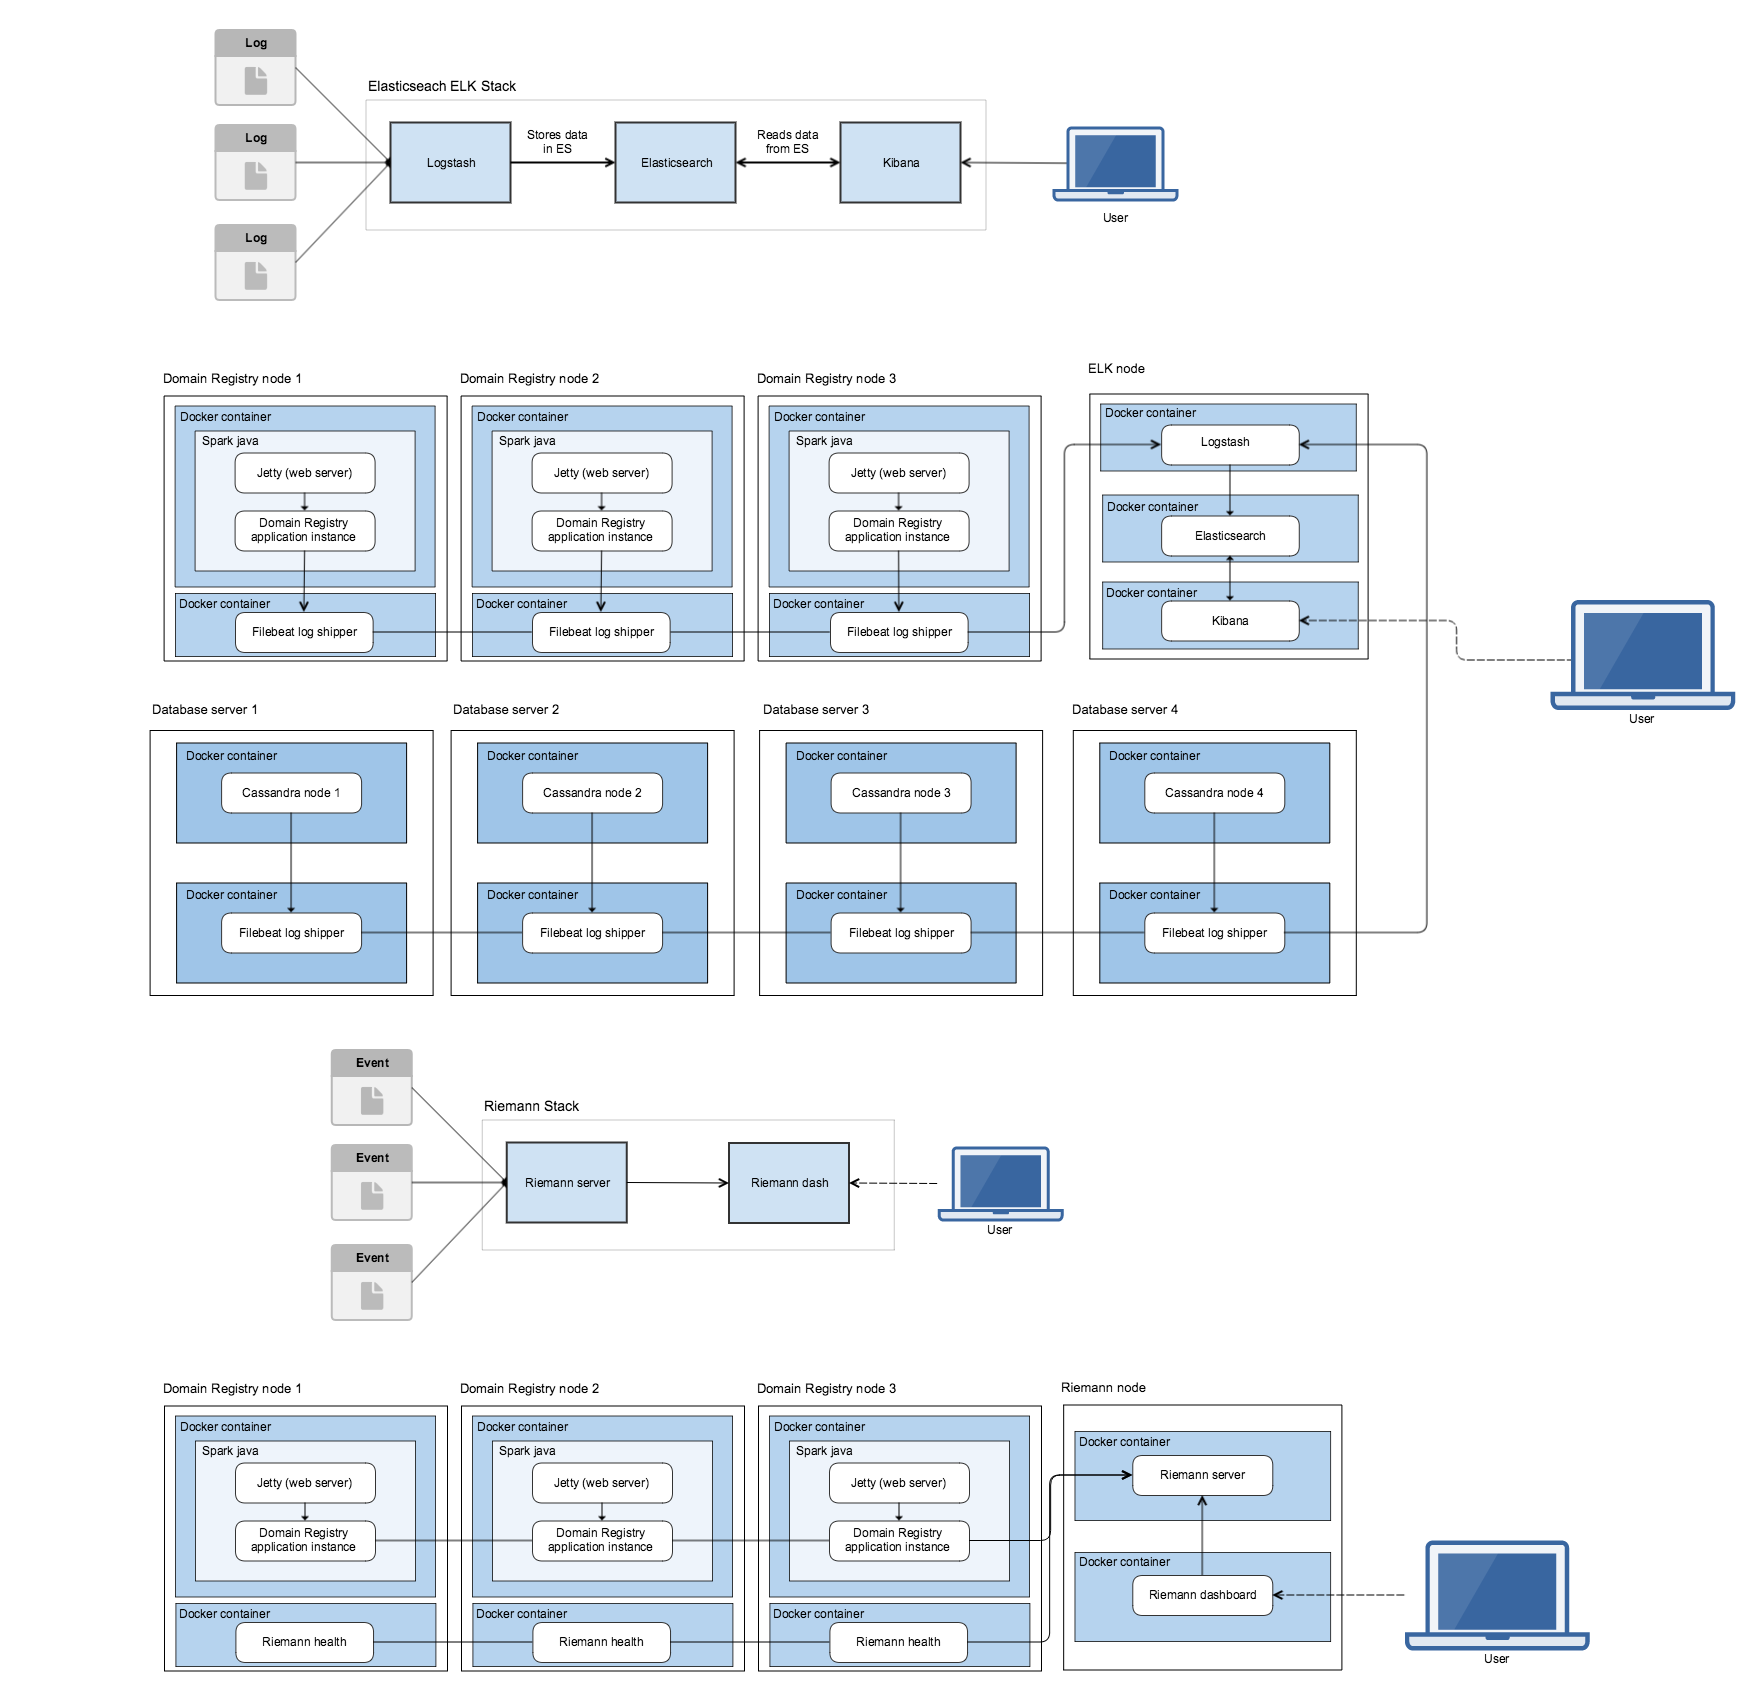 Log
Log
Log
Elasticseach ELK Stack
Logstash
Stores data
in ES
Elasticsearch
Reads data
from ES
Kibana
User
Domain Registry node 1
Docker container
Spark java
Jetty (web server)
Domain Registry
application instance
Docker container
Filebeat log shipper
Domain Registry node 2
Docker container
Spark java
Jetty (web server)
Domain Registry
application instance
Docker container
Filebeat log shipper
Domain Registry node 3
Docker container
Spark java
Jetty (web server)
Domain Registry
application instance
Docker container
Filebeat log shipper
ELK node
Docker container
Logstash
Docker container
Elasticsearch
Docker container
Kibana
User
Database server 1
Docker container
Cassandra node 1
Docker container
Filebeat log shipper
Database server 2
Docker container
Cassandra node 2
Docker container
Filebeat log shipper
Database server 3
Docker container
Cassandra node 3
Docker container
Filebeat log shipper
Database server 4
Docker container
Cassandra node 4
Docker container
Filebeat log shipper
Event
Event
Event
Riemann Stack
Riemann server
Riemann dash
User
Domain Registry node 1
Docker container
Spark java
Jetty (web server)
Domain Registry
application instance
Docker container
Riemann health
Domain Registry node 2
Docker container
Spark java
Jetty (web server)
Domain Registry
application instance
Docker container
Riemann health
Domain Registry node 3
Docker container
Spark java
Jetty (web server)
Domain Registry
application instance
Docker container
Riemann health
Riemann node
Docker container
Riemann server
Docker container
Riemann dashboard
User